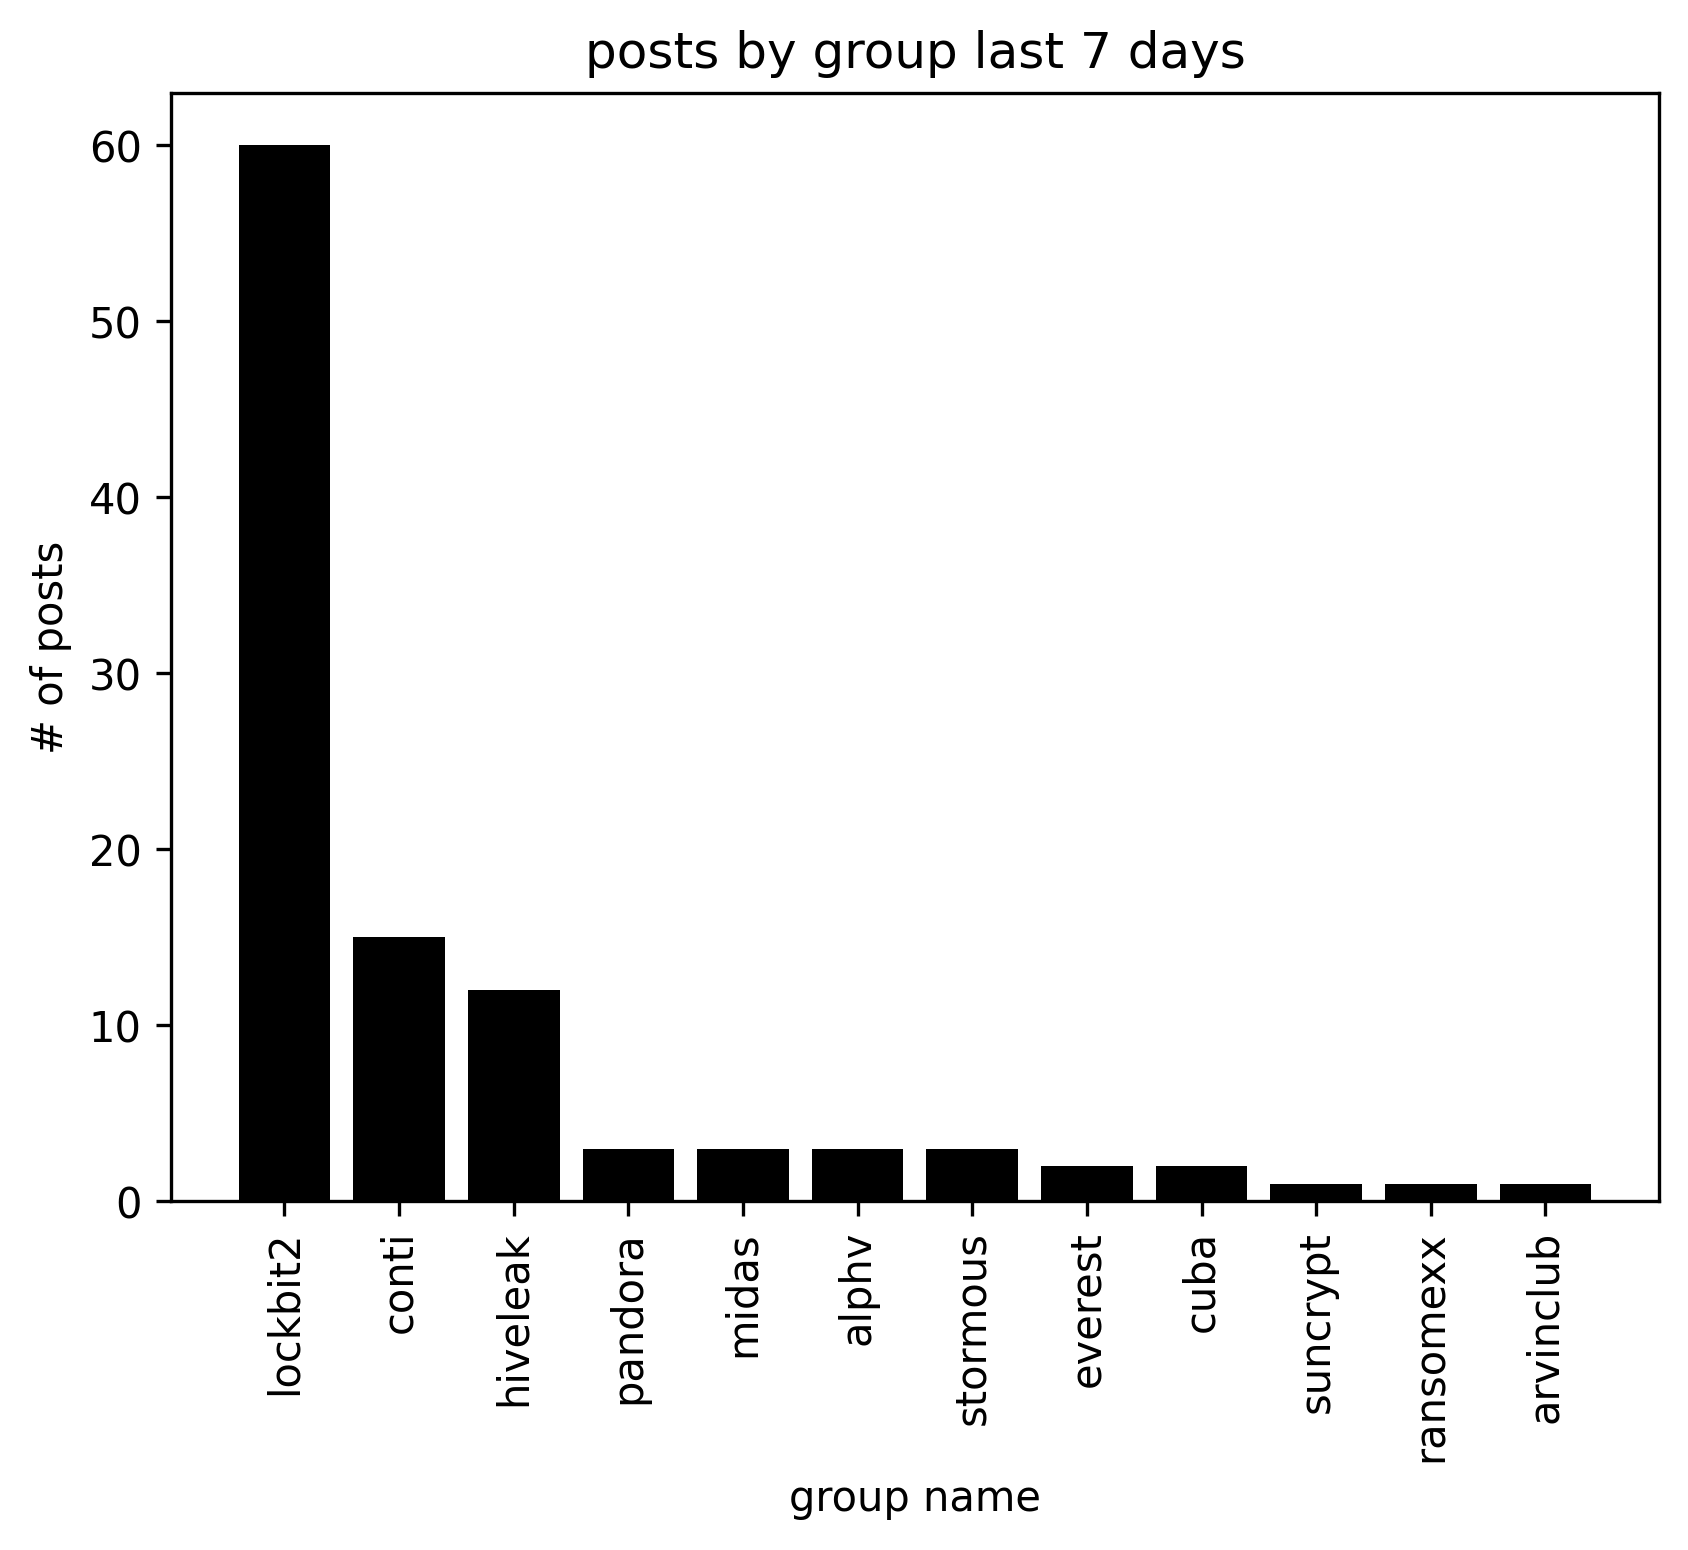 posts by group last 7 days
# of posts
60
50
40
30
20
10
0
lockbit2
conti
hiveleak
pandora
midas
alphv
stormous
everest
cuba
suncrypt
ransomexx
arvinclub
group name